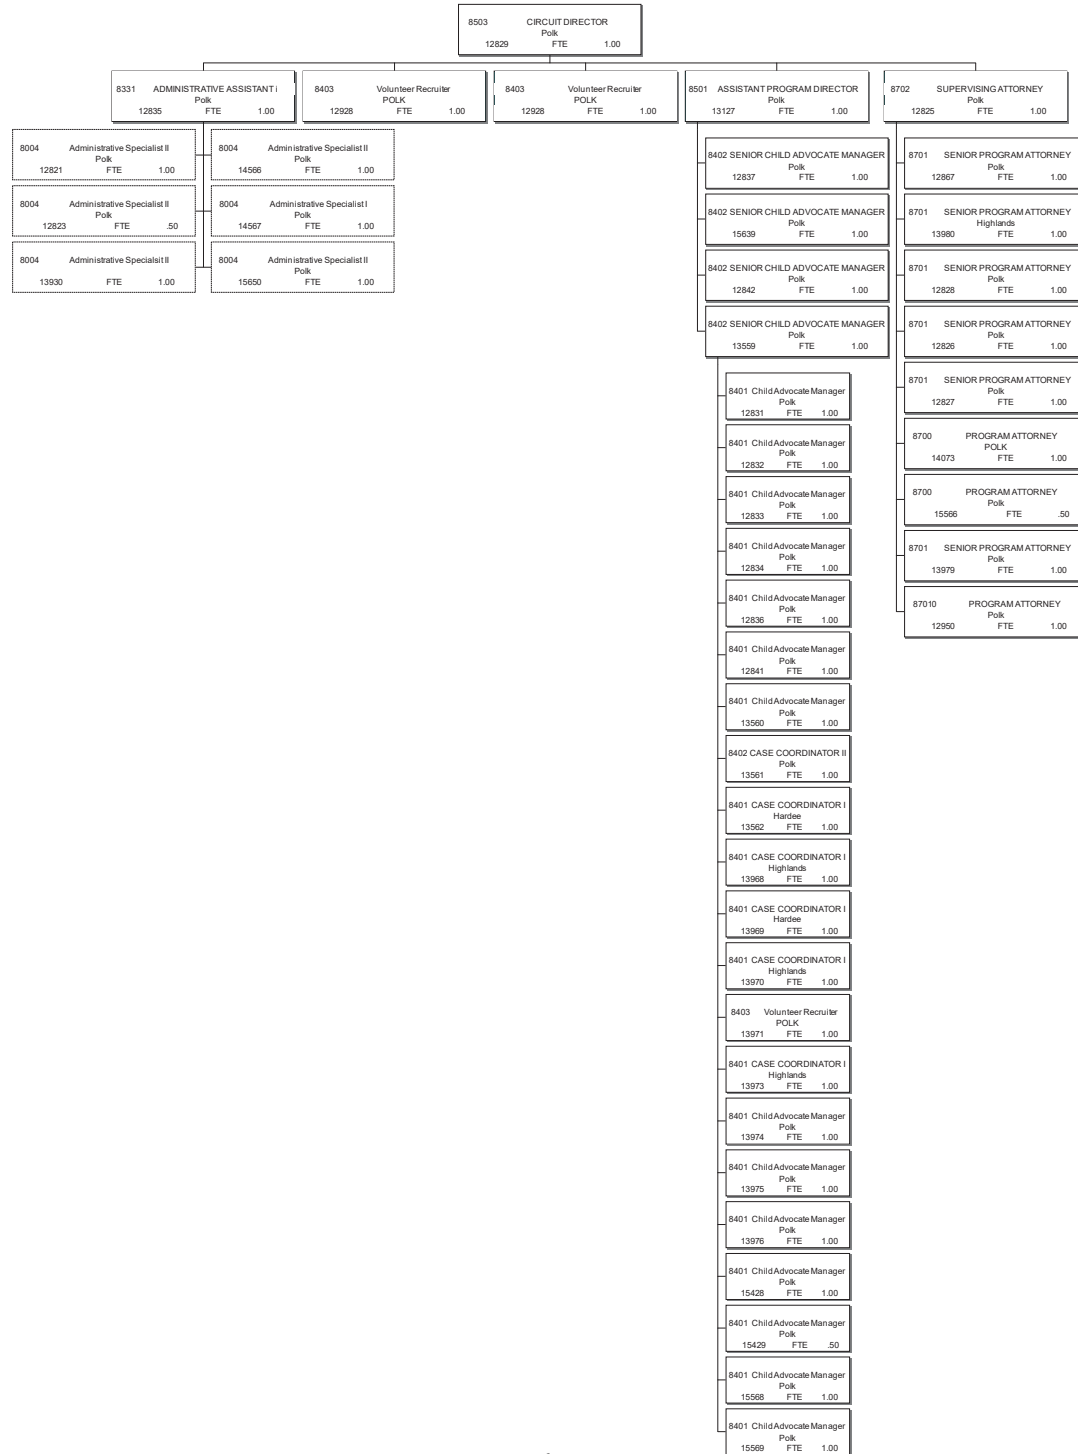 8503 CIRCUIT DIRECTOR
Polk
12829 FTE 1.00
8331 ADMINISTRATIVE ASSISTANT I
Polk
12835 FTE 1.00
8403 Volunteer Recruiter
POLK
12928 FTE 1.00
8403 Volunteer Recruiter
POLK
12928 FTE 1.00
8501 ASSISTANT PROGRAM DIRECTOR
Polk
13127 FTE 1.00
8702 SUPERVISING ATTORNEY
Polk
12825 FTE 1.00
8004 Administrative Specialist II
Polk
12821 FTE 1.00
8004 Administrative Specialist II
Polk
14566 FTE 1.00
8004 Administrative Specialist II
Polk
12823 FTE .50
8004 Administrative Specialist I
Polk
14567 FTE 1.00
8004 Administrative Specialsit II
13930 FTE 1.00
8004 Administrative Specialist II
Polk
15650 FTE 1.00
8402 SENIOR CHILD ADVOCATE MANAGER
Polk
12837 FTE 1.00
8402 SENIOR CHILD ADVOCATE MANAGER
Polk
15639 FTE 1.00
8402 SENIOR CHILD ADVOCATE MANAGER
Polk
12842 FTE 1.00
8402 SENIOR CHILD ADVOCATE MANAGER
Polk
13559 FTE 1.00
8401 Child Advocate Manager
Polk
12831 FTE 1.00
8401 Child Advocate Manager
Polk
12832 FTE 1.00
8401 Child Advocate Manager
Polk
12833 FTE 1.00
8401 Child Advocate Manager
Polk
12834 FTE 1.00
8401 Child Advocate Manager
Polk
12836 FTE 1.00
8401 Child Advocate Manager
Polk
12841 FTE 1.00
8401 Child Advocate Manager
Polk
13560 FTE 1.00
8402 CASE COORDINATOR II
Polk
13561 FTE 1.00
8401 CASE COORDINATOR I
Hardee
13562 FTE 1.00
8401 CASE COORDINATOR I
Highlands
13968 FTE 1.00
8401 CASE COORDINATOR I
Hardee
13969 FTE 1.00
8401 CASE COORDINATOR I
Highlands
13970 FTE 1.00
8403 Volunteer Recruiter
POLK
13971 FTE 1.00
8401 CASE COORDINATOR I
Highlands
13973 FTE 1.00
8401 Child Advocate Manager
Polk
13974 FTE 1.00
8401 Child Advocate Manager
Polk
13975 FTE 1.00
8401 Child Advocate Manager
Polk
13976 FTE 1.00
8401 Child Advocate Manager
Polk
15428 FTE 1.00
8401 Child Advocate Manager
Polk
15429 FTE .50
8401 Child Advocate Manager
Polk
15568 FTE 1.00
8401 Child Advocate Manager
Polk
15569 FTE 1.00
8701 SENIOR PROGRAM ATTORNEY
Polk
12867 FTE 1.00
8701 SENIOR PROGRAM ATTORNEY
Highlands
13980 FTE 1.00
8701 SENIOR PROGRAM ATTORNEY
Polk
12828 FTE 1.00
8701 SENIOR PROGRAM ATTORNEY
Polk
12826 FTE 1.00
8701 SENIOR PROGRAM ATTORNEY
Polk
12827 FTE 1.00
8700 PROGRAM ATTORNEY
POLK
14073 FTE 1.00
8700 PROGRAM ATTORNEY
Polk
15566 FTE .50
8701 SENIOR PROGRAM ATTORNEY
Polk
13979 FTE 1.00
87010 PROGRAM ATTORNEY
Polk
12950 FTE 1.00